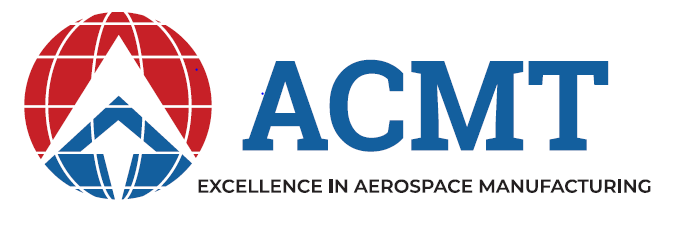 ACMT
EXCELLENCE IN AEROSPACE MANUFACTURING